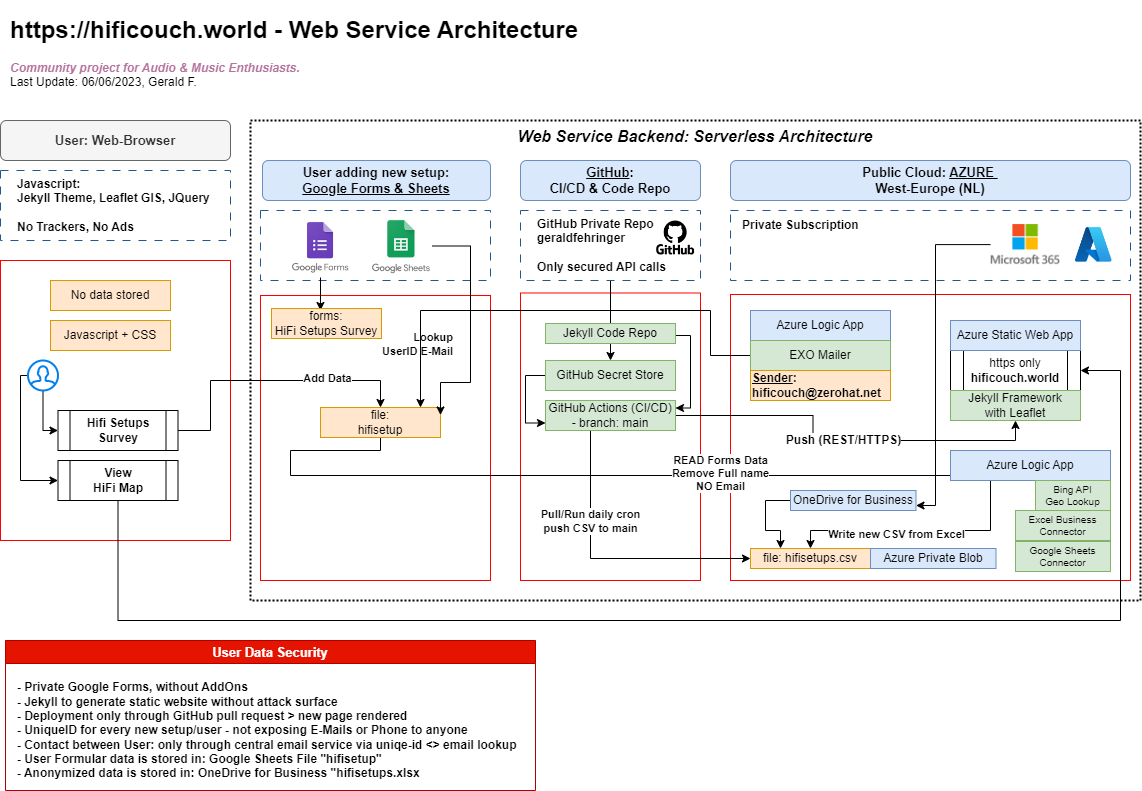 https://hificouch.world - Web Service Architecture
Community project for Audio & Music Enthusiasts.
Last Update: 06/06/2023, Gerald F.
User: Web-Browser
Javascript:
Jekyll Theme, Leaflet GIS, JQuery
No Trackers, No Ads
No data stored
Javascript + CSS
Hifi Setups
Survey
View
HiFi Map
Web Service Backend: Serverless Architecture
User adding new setup:
Google Forms & Sheets
Google Forms
Google Sheets
forms:
HiFi Setups Survey
Lookup
UserID E-Mail
Add Data
file:
hifisetup
GitHub:
CI/CD & Code Repo
GitHub Private Repo
geraldfehringer
GitHub
Only secured API calls
Jekyll Code Repo
GitHub Secret Store
GitHub Actions (CI/CD)
- branch: main
Push (REST/HTTPS)
READ Forms Data
Remove Full name
NO Email
Pull/Run daily cron
push CSV to main
Public Cloud: AZURE
West-Europe (NL)
Private Subscription
Microsoft 365
Azure Logic App
EXO Mailer
Sender:
hificouch@zerohat.net
Azure Static Web App
https only
hificouch.world
Jekyll Framework
with Leaflet
Azure Logic App
Bing API
Geo Lookup
Excel Business
Connector
Google Sheets
Connector
OneDrive for Business
Write new CSV from Excel
file: hifisetups.csv
Azure Private Blob
User Data Security
- Private Google Forms, without AddOns
- Jekyll to generate static website without attack surface
- Deployment only through GitHub pull request > new page rendered
- UniqueID for every new setup/user - not exposing E-Mails or Phone to anyone
- Contact between User: only through central email service via uniqe-id <> email lookup
- User Formular data is stored in: Google Sheets File "hifisetup"
- Anonymized data is stored in: OneDrive for Business "hifisetups.xlsx